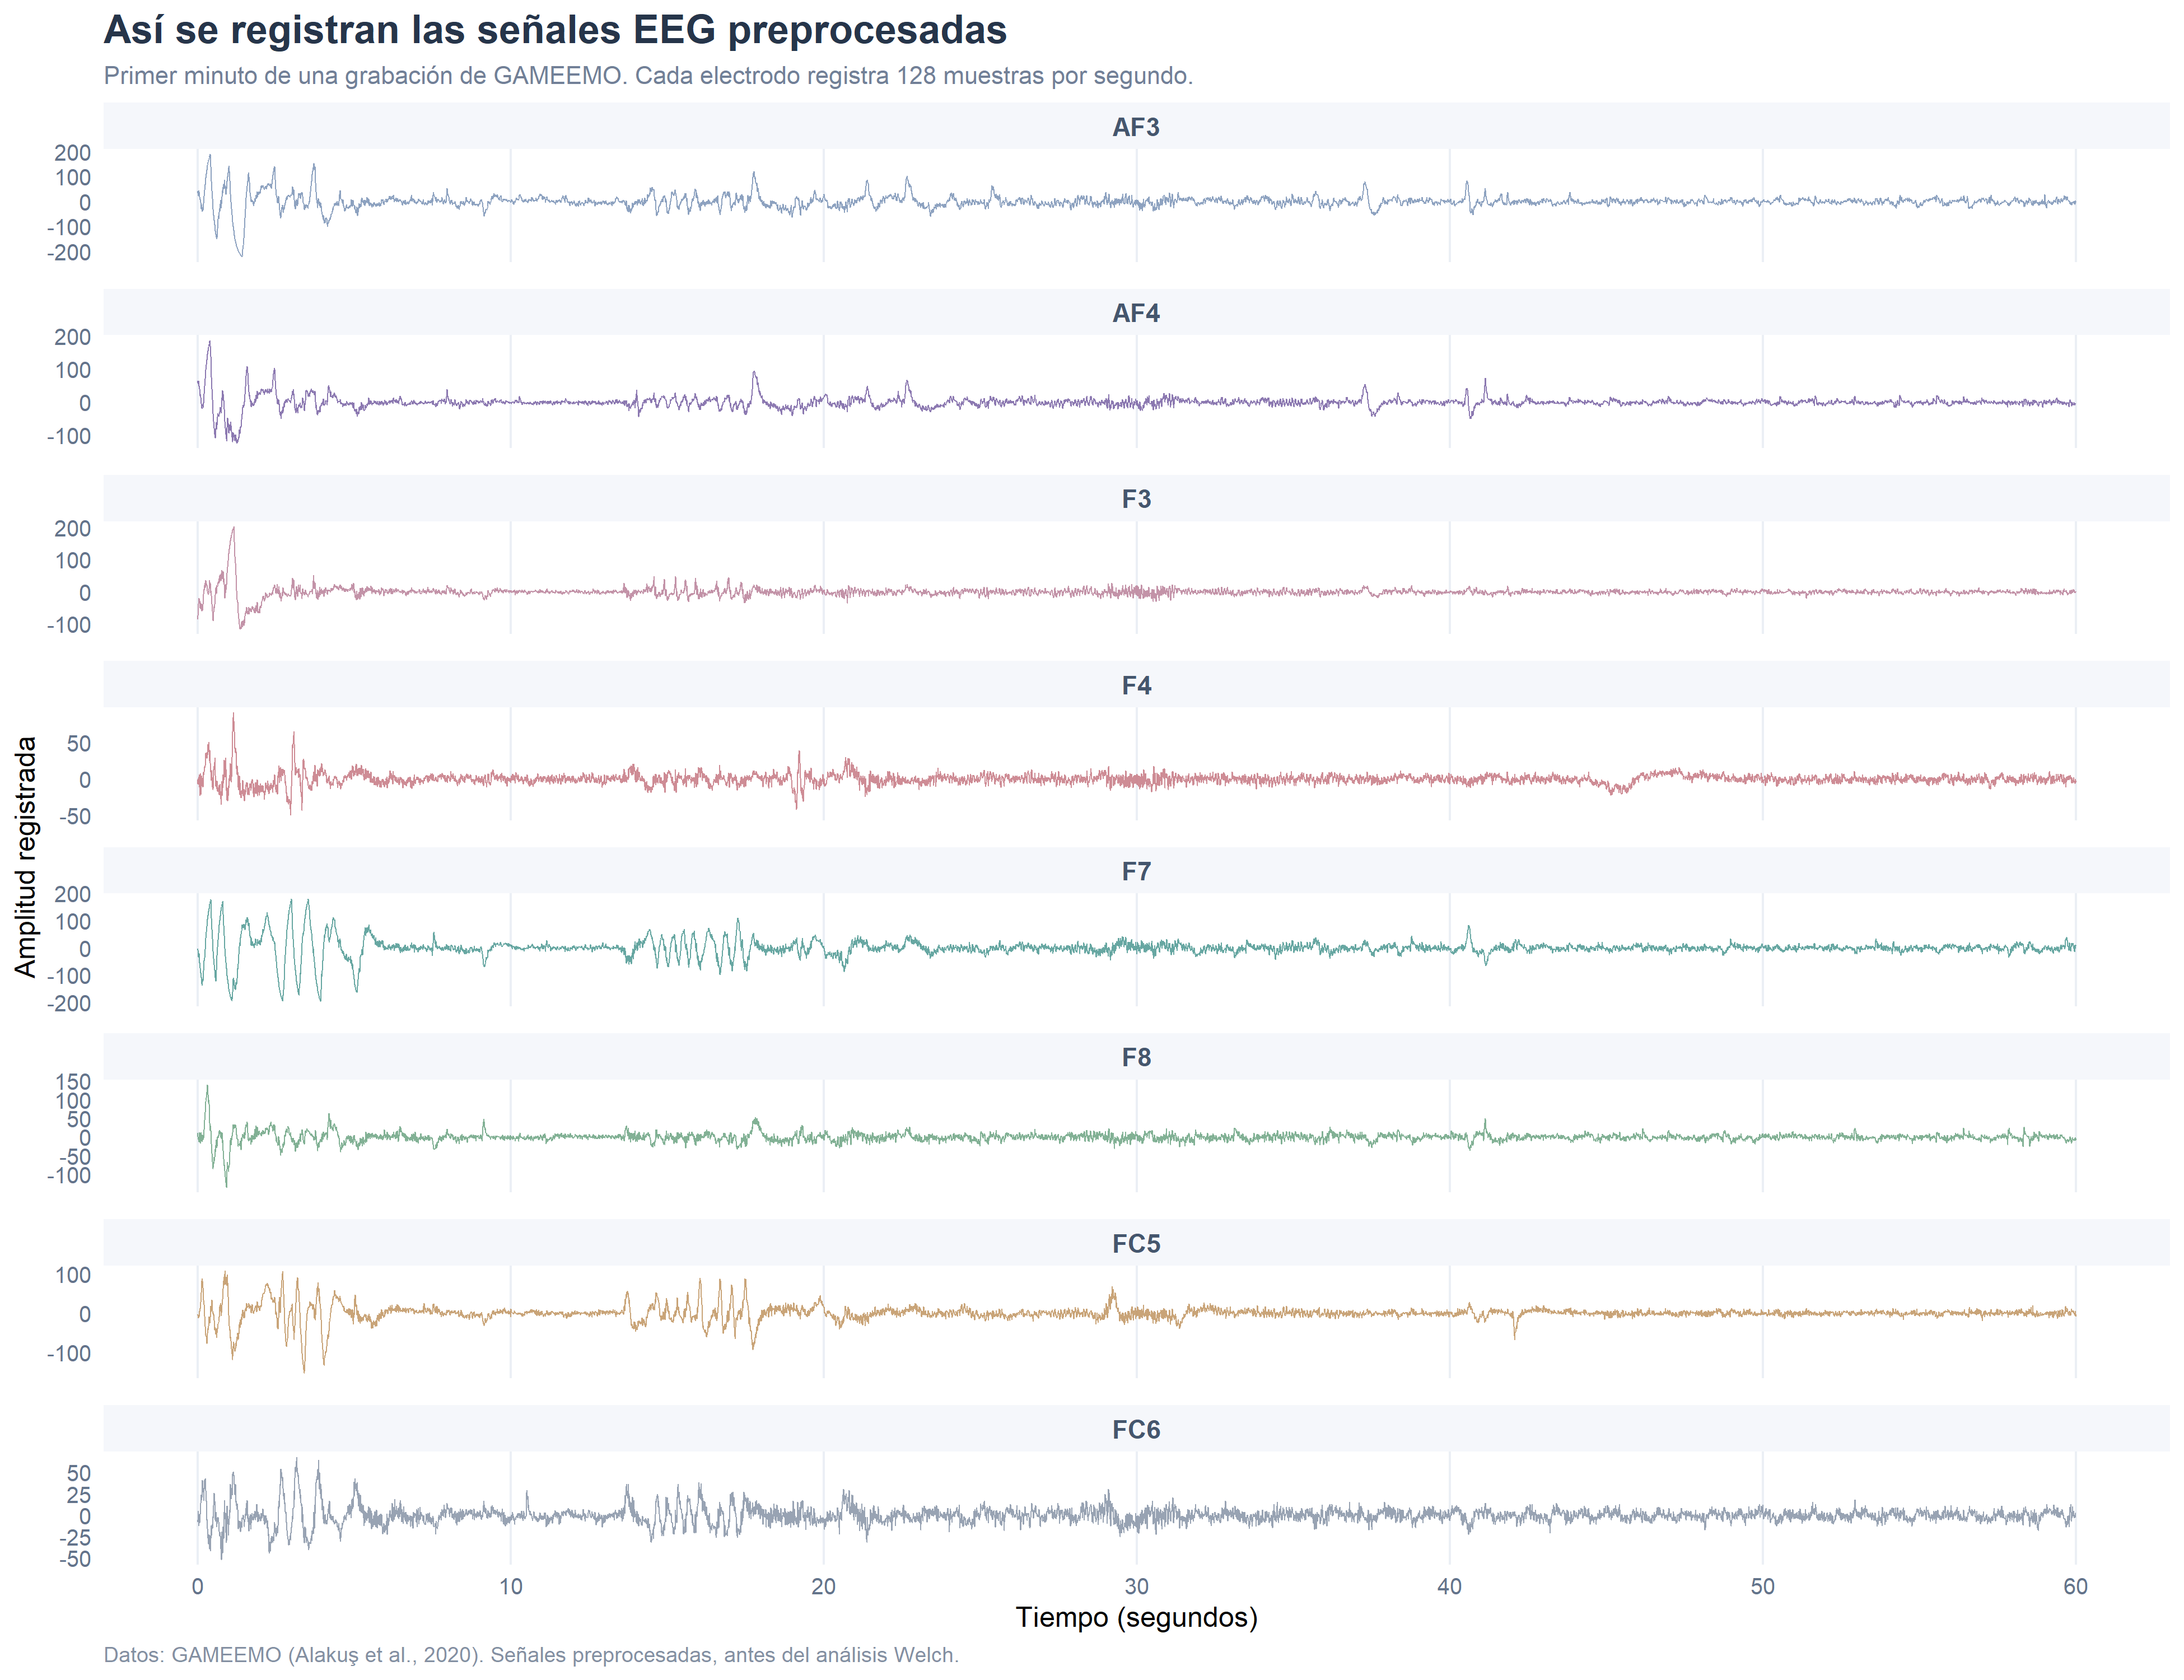 Así se registran las señales EEG preprocesadas
Primer minuto de una grabación de GAMEEMO. Cada electrodo registra 128 muestras por segundo.
AF3
200
100
0
-100
-200
AF4
200
100
0
-100
F3
200
100
0
-100
F4
50
0
-50
F7
200
100
0
-100
-200
F8
150
100
50
0
-50
-100
FC5
100
0
-100
FC6
50
25
0
-25
-50
Amplitud registrada
0 10 20 30 40 50 60
Tiempo (segundos)
Datos: GAMEEMO (Alakuş et al., 2020). Señales preprocesadas, antes del análisis Welch.